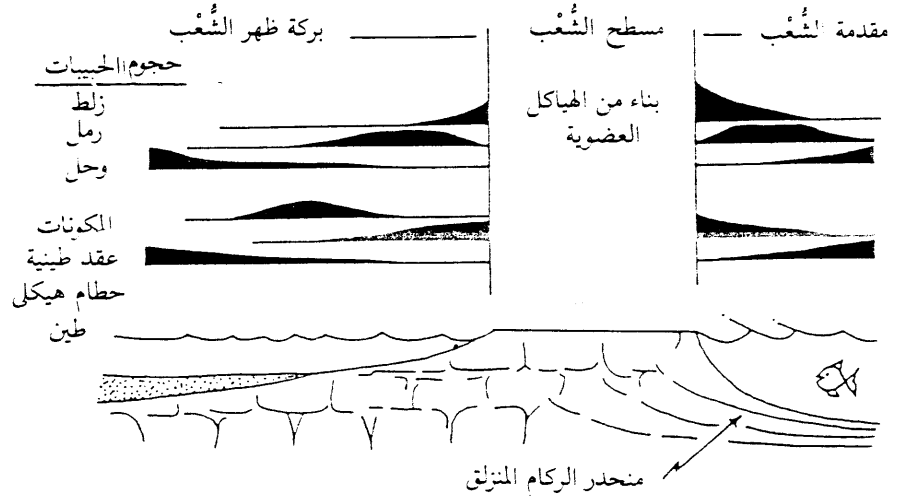 مقدمة الشُّعْب
مسطح الشُّعْب
بركة ظهر الشُّعْب
حجوم الحبيبات
زلط
رمل
وحل
بناء من الهياكل
العضوية
المكونات
عقد طينية
حطام هيكلى
طين
منحدر الركام المنزلق